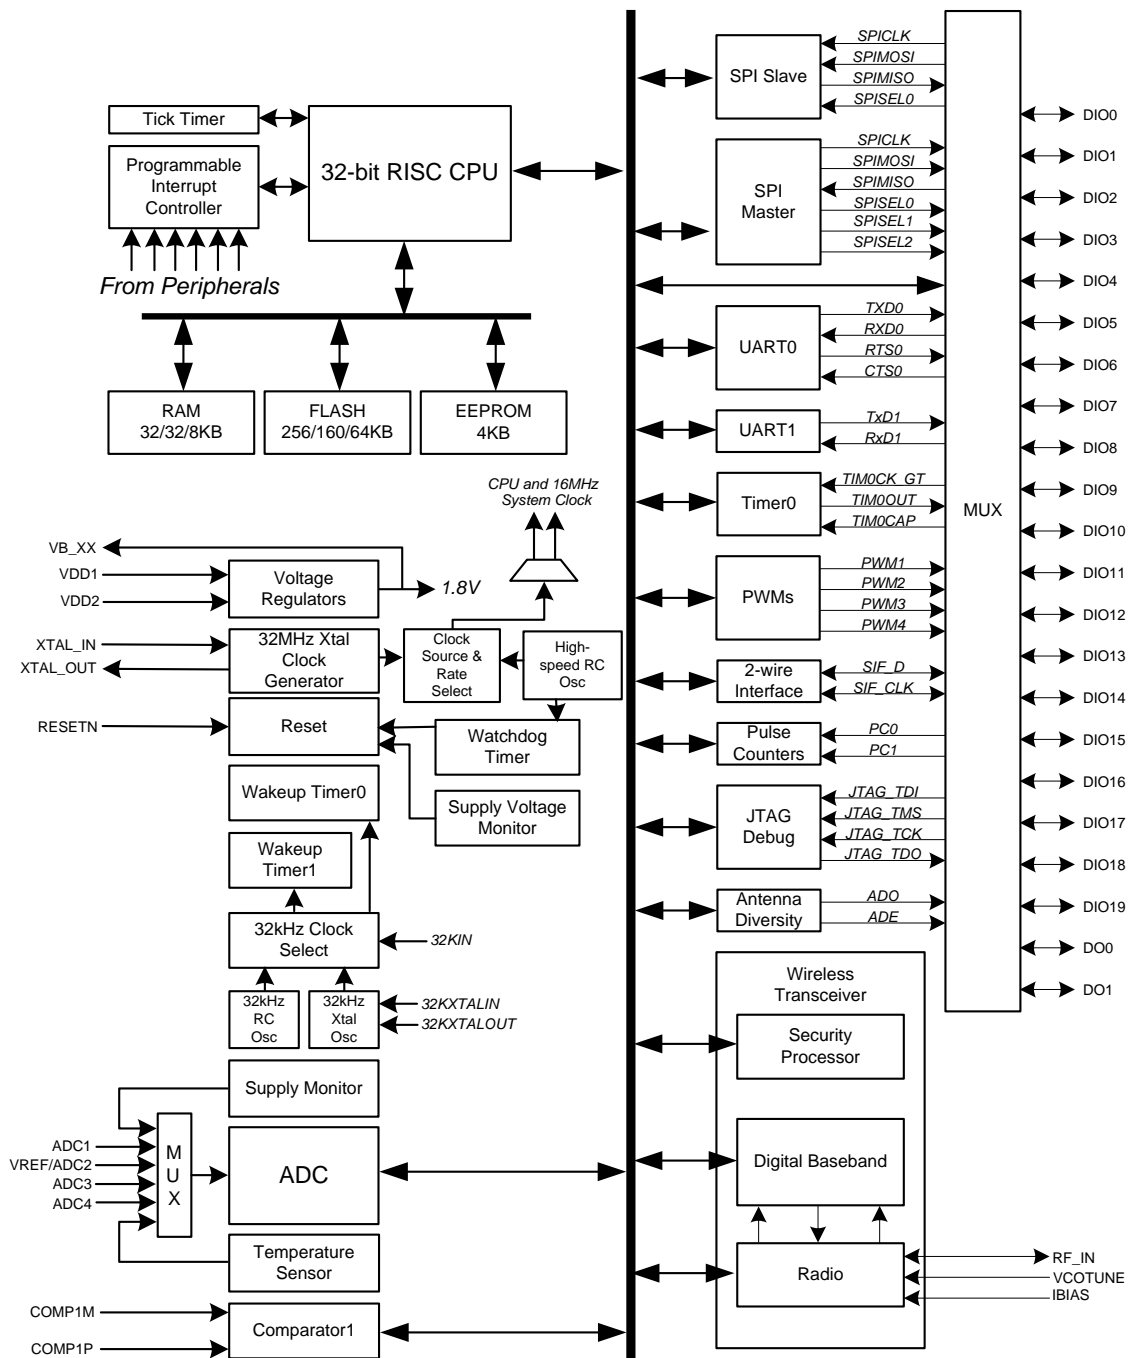 Tick Timer
Programmable
Interrupt
Controller
From Peripherals
32-bit RISC CPU
RAM
32/32/8KB
FLASH
256/160/64KB
EEPROM
4KB
CPU and 16MHz
System Clock
VB_XX
VDD1
VDD2
Voltage
Regulators
1.8V
XTAL_IN
XTAL_OUT
32MHz Xtal
Clock
Generator
Clock
Source &
Rate
Select
High-
speed RC
Osc
RESETN
Reset
Watchdog
Timer
Wakeup Timer0
Supply Voltage
Monitor
Wakeup
Timer1
32kHz Clock
Select
32KIN
32kHz
RC
Osc
32kHz
Xtal
Osc
32KXTALIN
32KXTALOUT
Supply Monitor
ADC1
VREF/ADC2
ADC3
ADC4
M
U
X
ADC
Temperature
Sensor
COMP1M
COMP1P
Comparator1
SPI Slave
SPICLK
SPIMOSI
SPIMISO
SPISEL0
SPI
Master
SPICLK
SPIMOSI
SPIMISO
SPISEL0
SPISEL1
SPISEL2
UART0
TXD0
RXD0
RTS0
CTS0
UART1
TxD1
RxD1
Timer0
TIM0CK_GT
TIM0OUT
TIM0CAP
PWMs
PWM1
PWM2
PWM3
PWM4
2-wire
Interface
SIF_D
SIF_CLK
Pulse
Counters
PC0
PC1
JTAG
Debug
JTAG_TDI
JTAG_TMS
JTAG_TCK
JTAG_TDO
Antenna
Diversity
ADO
ADE
Wireless
Transceiver
Security
Processor
Digital Baseband
Radio
RF_IN
VCOTUNE
IBIAS
MUX
DIO0
DIO1
DIO2
DIO3
DIO4
DIO5
DIO6
DIO7
DIO8
DIO9
DIO10
DIO11
DIO12
DIO13
DIO14
DIO15
DIO16
DIO17
DIO18
DIO19
DO0
DO1